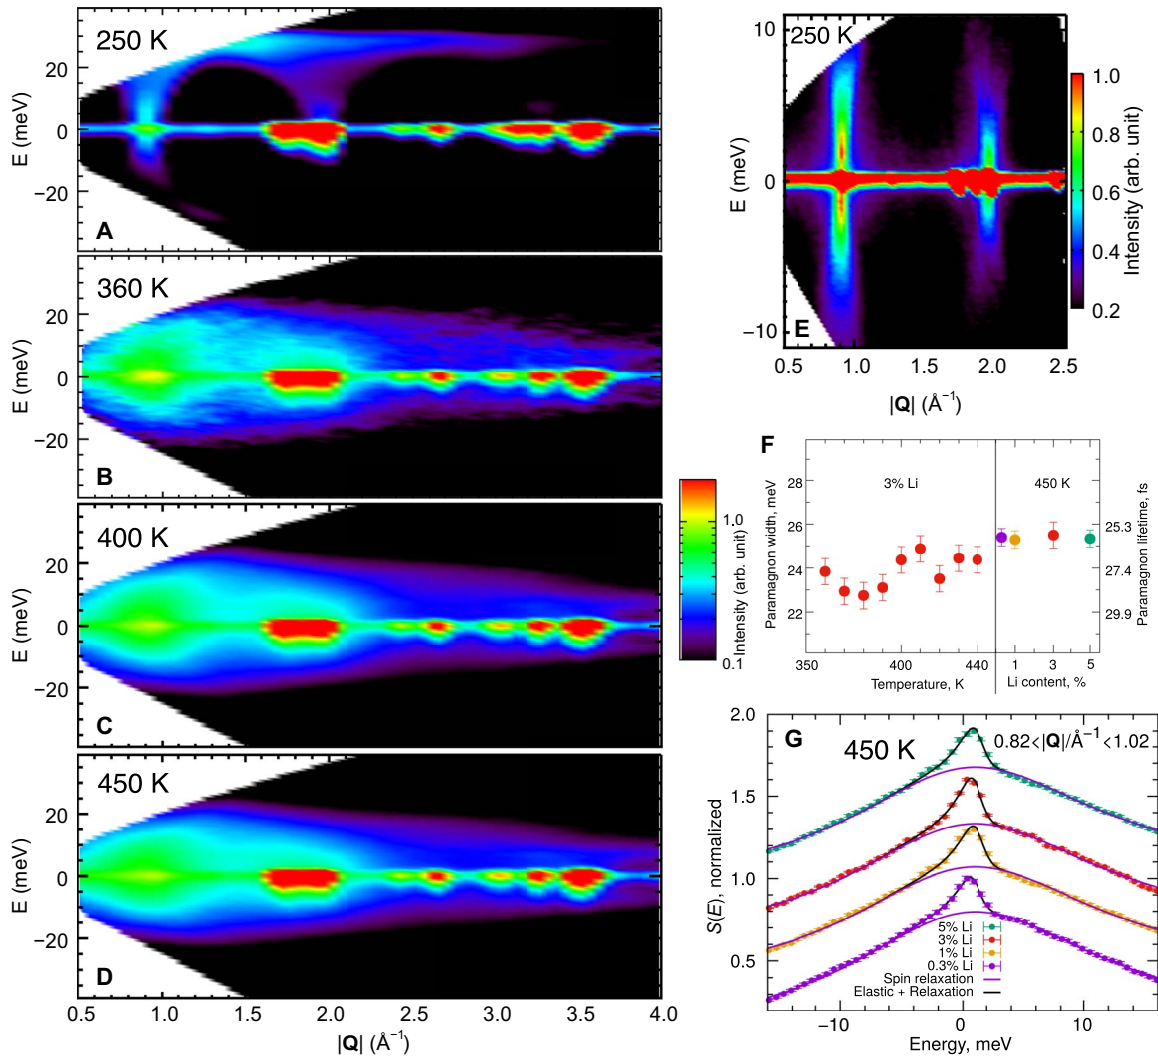 250 K
20
0
−20
E (meV)
A
360 K
20
0
−20
E (meV)
B
400 K
20
0
−20
E (meV)
C
450 K
20
0
−20
E (meV)
D
0.5 1.0 1.5 2.0 2.5 3.0 3.5 4.0
|Q| (Å⁻¹)
1.0
0.1
Intensity (arb. unit)
250 K
10
0
−10
E (meV)
E
0.5 1.0 1.5 2.0 2.5
|Q| (Å⁻¹)
1.0
0.8
0.6
0.4
0.2
Intensity (arb. unit)
F
3% Li
450 K
28
26
24
22
Paramagnon width, meV
25.3
27.4
29.9
Paramagnon lifetime, fs
350 400 440 1 3 5
Temperature, K
Li content, %
G
450 K
0.82<|Q|/Å⁻¹<1.02
2.0
1.5
1.0
0.5
S(E), normalized
5% Li
3% Li
1% Li
0.3% Li
Spin relaxation
Elastic + Relaxation
−10 0 10
Energy, meV